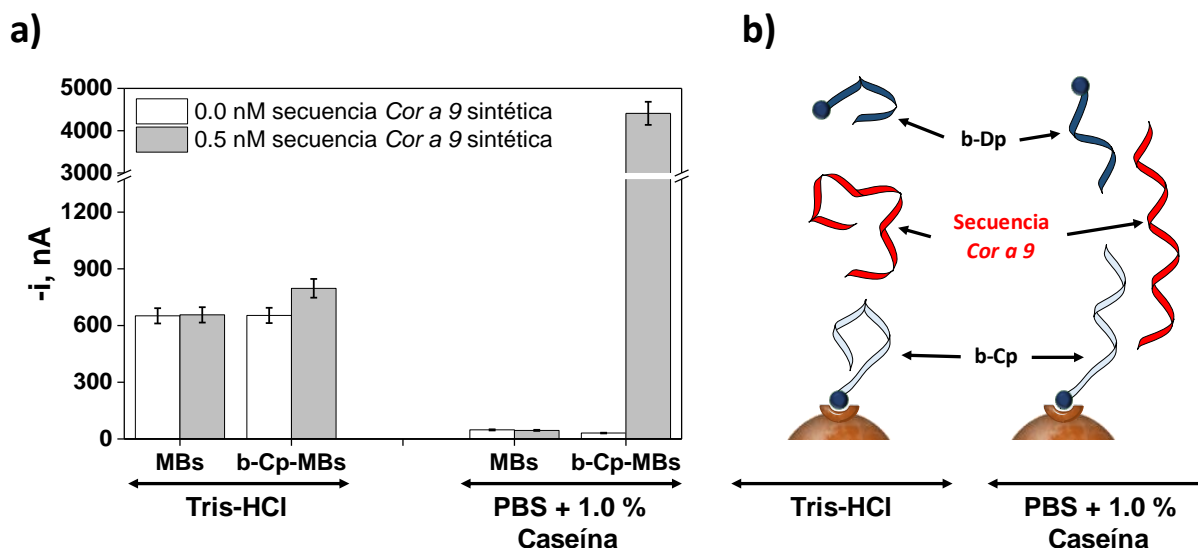 a)
5000
4000
3000
1200
900
600
300
0
-i, nA
0.0 nM secuencia Cor a 9 sintética
0.5 nM secuencia Cor a 9 sintética
MBs
b-Cp-MBs
MBs
b-Cp-MBs
Tris-HCl
PBS + 1.0 %
Caseína
b)
b-Dp
Secuencia
Cor a 9
b-Cp
Tris-HCl
PBS + 1.0 %
Caseína